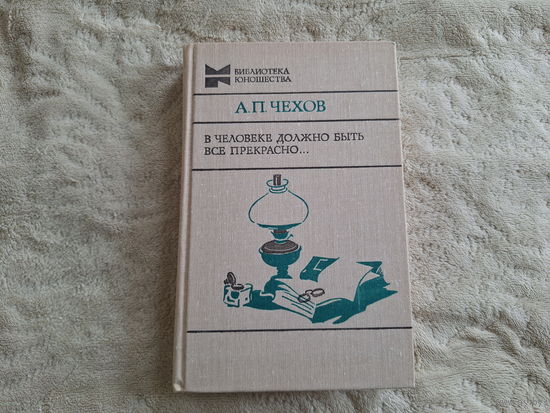 БИБЛИОТЕКА
ЮНОШЕСТВА
А.П. ЧЕХОВ
В ЧЕЛОВЕКЕ ДОЛЖНО БЫТЬ
ВСЕ ПРЕКРАСНО...